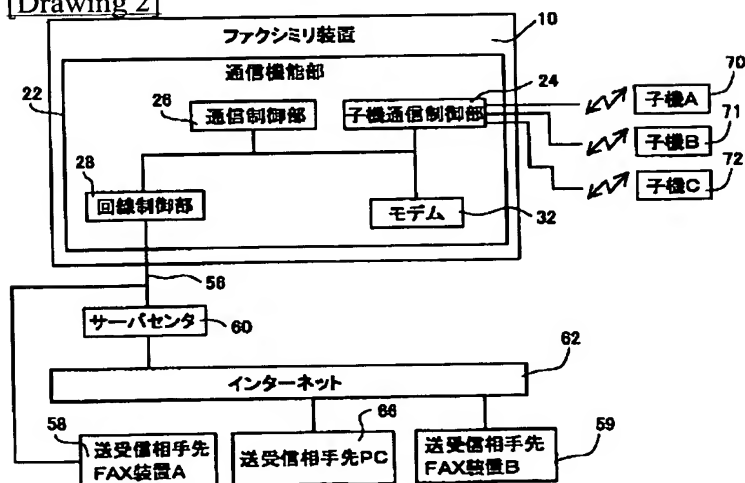 [Drawing 2]
ファクシミリ装置
10
通信機能部
22
26
通信制御部
24
子機通信制御部
70
子機A
71
子機B
72
子機C
28
回線制御部
モデム
32
56
サーバセンタ
60
62
インターネット
58
送受信相手先
FAX装置A
66
送受信相手先PC
送受信相手先
FAX装置B
59